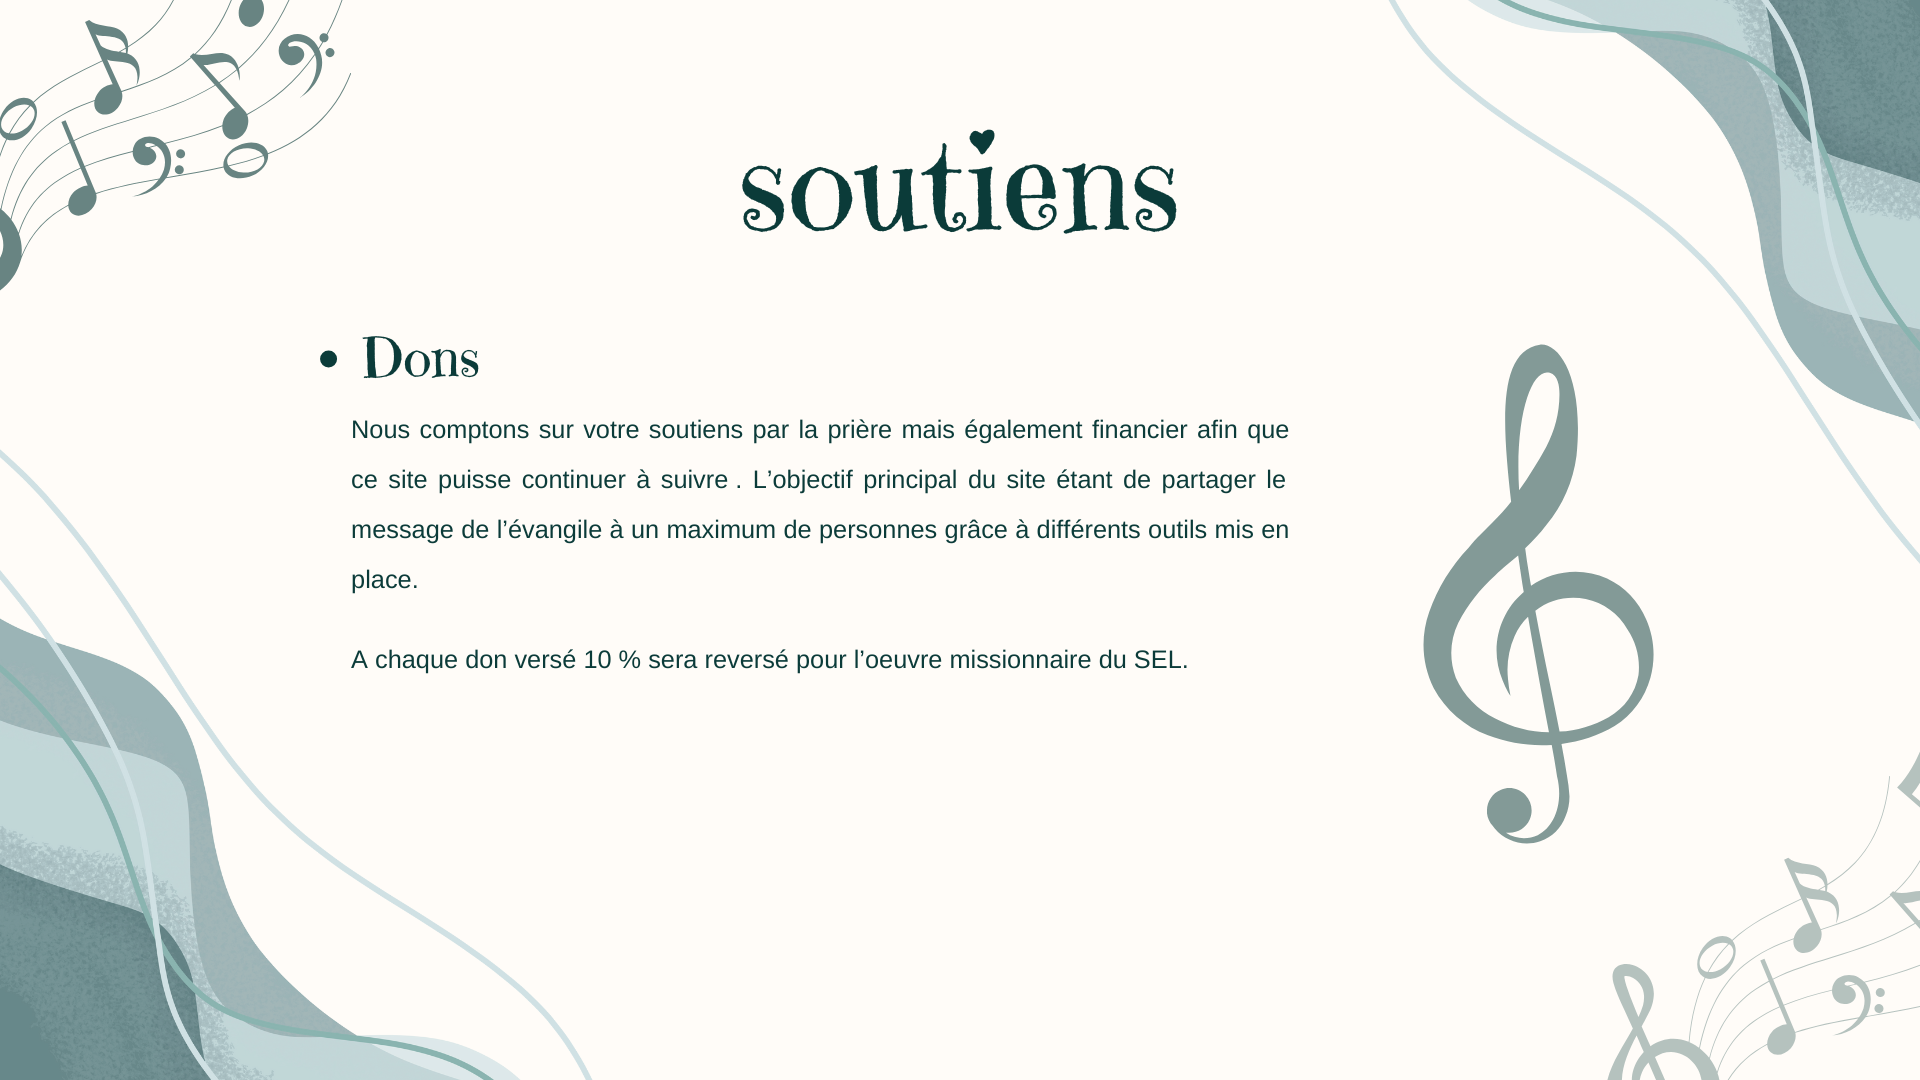 soutiens
• Dons
Nous comptons sur votre soutiens par la prière mais également financier afin que
ce site puisse continuer à suivre . L’objectif principal du site étant de partager le
message de l’évangile à un maximum de personnes grâce à différents outils mis en
place.
A chaque don versé 10 % sera reversé pour l’oeuvre missionnaire du SEL.